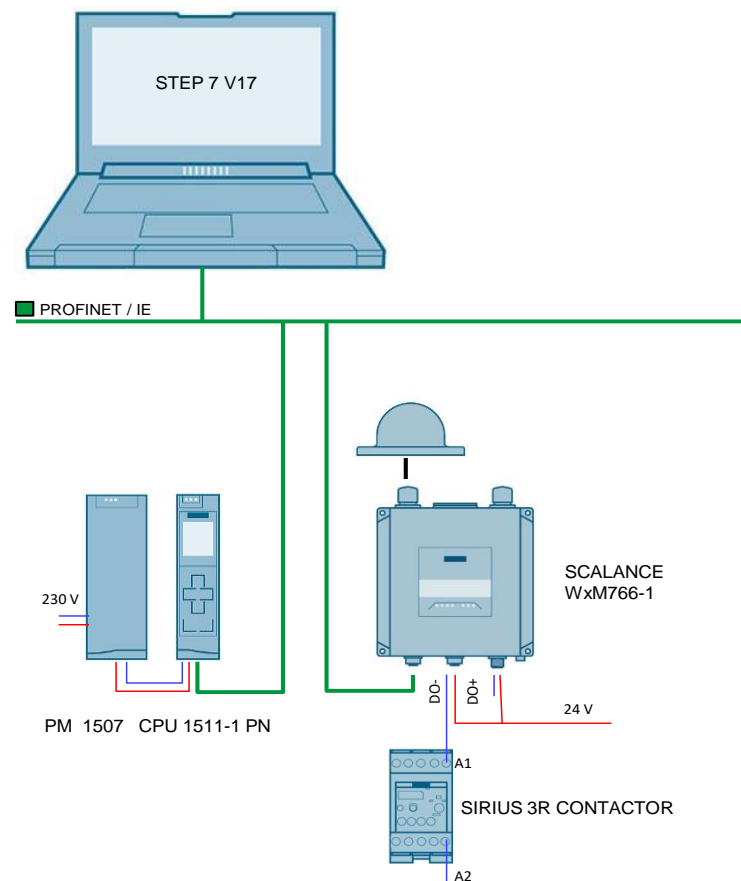 STEP 7 V17
PROFINET / IE
SCALANCE
WxM766-1
230 V
DO-
DO+
24 V
PM 1507 CPU 1511-1 PN
A1
SIRIUS 3R CONTACTOR
A2